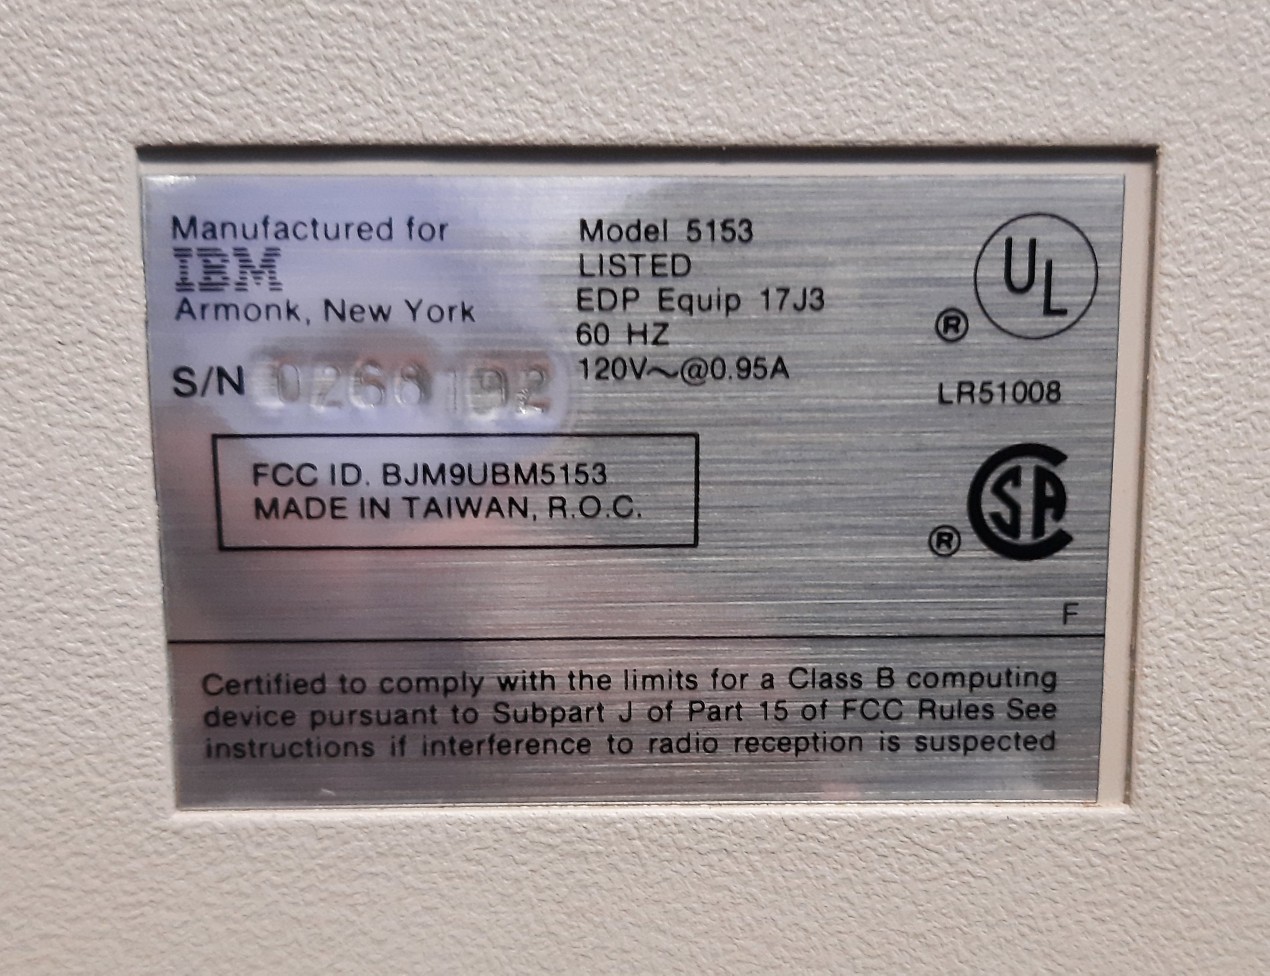 Manufactured for
IBM
Armonk, New York
S/N
Model 5153
LISTED
EDP Equip 17J3
60 HZ
120V~@0.95A
UL
®
LR51008
FCC ID. BJM9UBM5153
MADE IN TAIWAN, R.O.C.
CSA
®
F
Certified to comply with the limits for a Class B computing
device pursuant to Subpart J of Part 15 of FCC Rules See
instructions if interference to radio reception is suspected